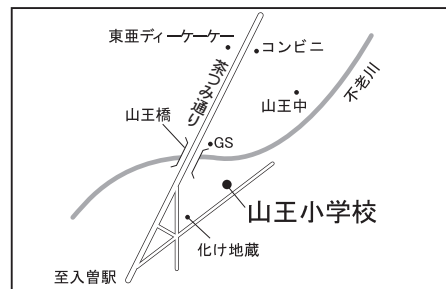 東亜ディーケーケー
コンビニ
茶つみ通り
不老川
山王中
山王橋
GS
山王小学校
化け地蔵
至入曽駅